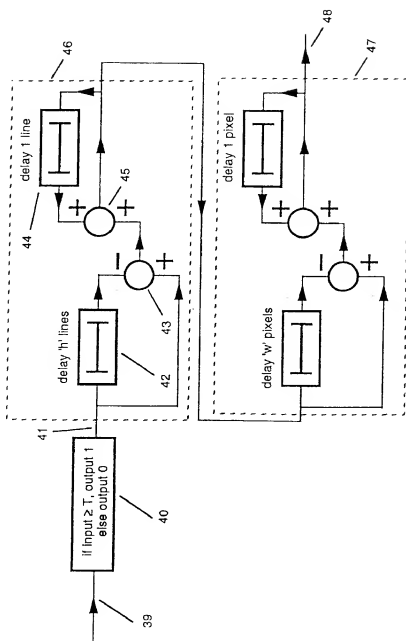 39
if Input ≥ T, output 1
else output 0
40
41
delay 'h' lines
42
43
delay 1 line
44
45
46
− + + +
delay 'w' pixels
delay 1 pixel
− + + +
47
48